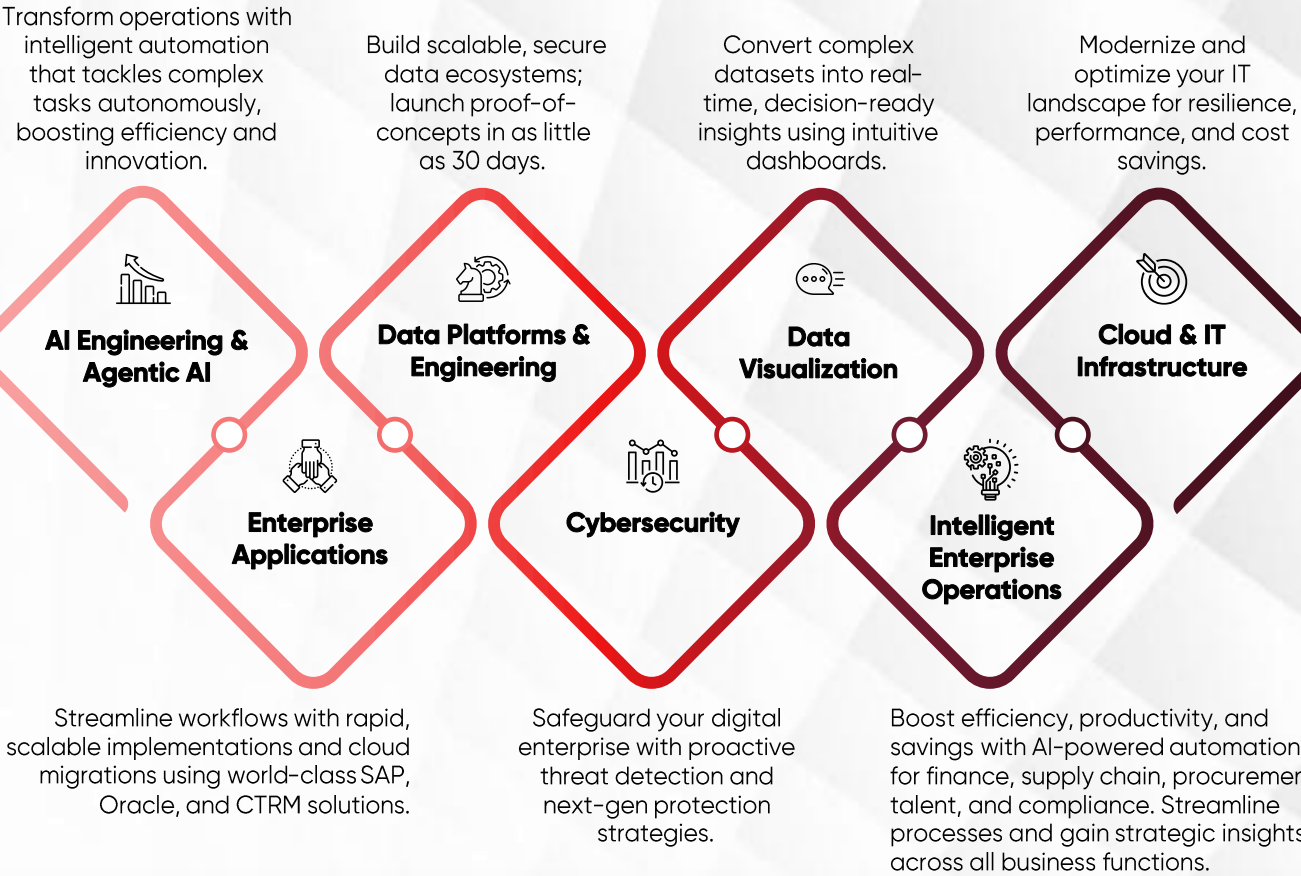 Transform operations with
intelligent automation
that tackles complex
tasks autonomously,
boosting efficiency and
innovation.
Build scalable, secure
data ecosystems;
launch proof-of-
concepts in as little
as 30 days.
Convert complex
datasets into real-
time, decision-ready
insights using intuitive
dashboards.
Modernize and
optimize your IT
landscape for resilience,
performance, and cost
savings.
AI Engineering &
Agentic AI
Data Platforms &
Engineering
Data
Visualization
Cloud & IT
Infrastructure
Enterprise
Applications
Cybersecurity
Intelligent
Enterprise
Operations
Streamline workflows with rapid,
scalable implementations and cloud
migrations using world-class SAP,
Oracle, and CTRM solutions.
Safeguard your digital
enterprise with proactive
threat detection and
next-gen protection
strategies.
Boost efficiency, productivity, and
savings with AI-powered automation
for finance, supply chain, procuremen
talent, and compliance. Streamline
processes and gain strategic insights
across all business functions.